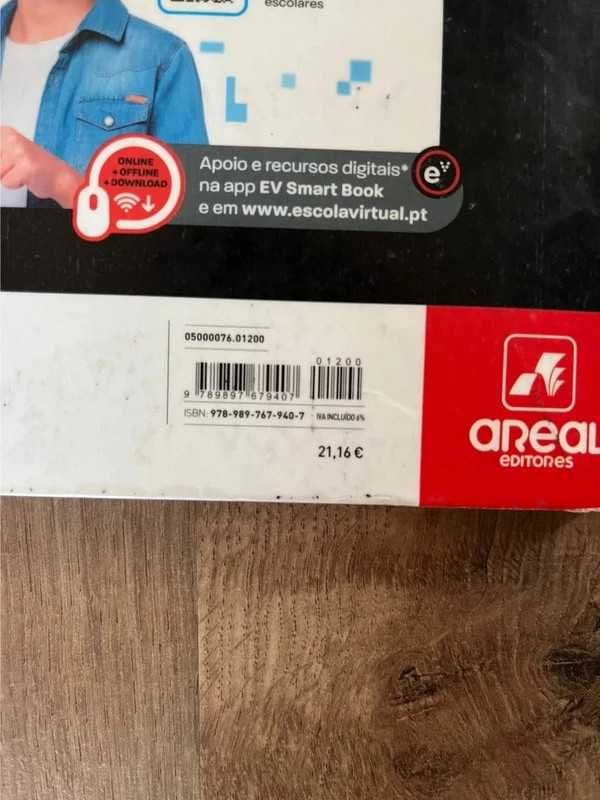 escolares
ONLINE
+ OFFLINE
+ DOWNLOAD
Apoio e recursos digitais*
na app EV Smart Book
e em www.escolavirtual.pt
e
05000076.01200
01200
9 789897 679407
ISBN: 978-989-767-940-7
IVA INCLUÍDO 6%
21,16 €
AREAL
EDITORES